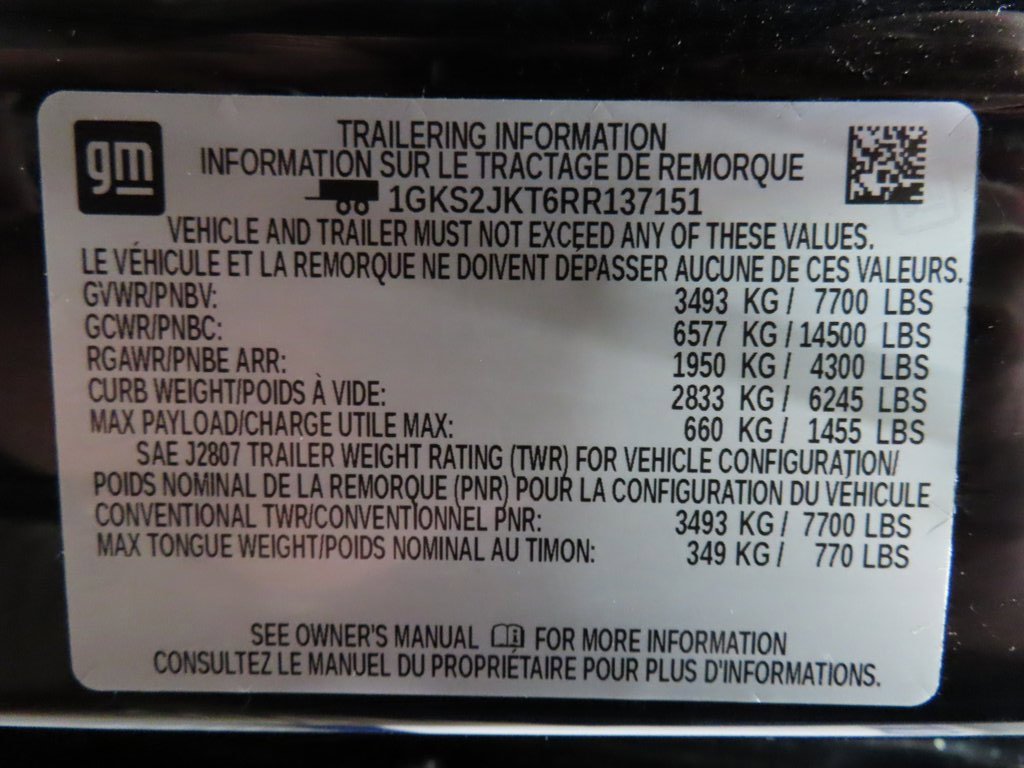 gm
TRAILERING INFORMATION
INFORMATION SUR LE TRACTAGE DE REMORQUE
1GKS2JKT6RR137151
VEHICLE AND TRAILER MUST NOT EXCEED ANY OF THESE VALUES.
LE VÉHICULE ET LA REMORQUE NE DOIVENT DÉPASSER AUCUNE DE CES VALEURS.
GVWR/PNBV: 3493 KG / 7700 LBS
GCWR/PNBC: 6577 KG / 14500 LBS
RGAWR/PNBE ARR: 1950 KG / 4300 LBS
CURB WEIGHT/POIDS À VIDE: 2833 KG / 6245 LBS
MAX PAYLOAD/CHARGE UTILE MAX: 660 KG / 1455 LBS
SAE J2807 TRAILER WEIGHT RATING (TWR) FOR VEHICLE CONFIGURATION/
POIDS NOMINAL DE LA REMORQUE (PNR) POUR LA CONFIGURATION DU VÉHICULE
CONVENTIONAL TWR/CONVENTIONNEL PNR: 3493 KG / 7700 LBS
MAX TONGUE WEIGHT/POIDS NOMINAL AU TIMON: 349 KG / 770 LBS
SEE OWNER'S MANUAL FOR MORE INFORMATION
CONSULTEZ LE MANUEL DU PROPRIÉTAIRE POUR PLUS D'INFORMATIONS.